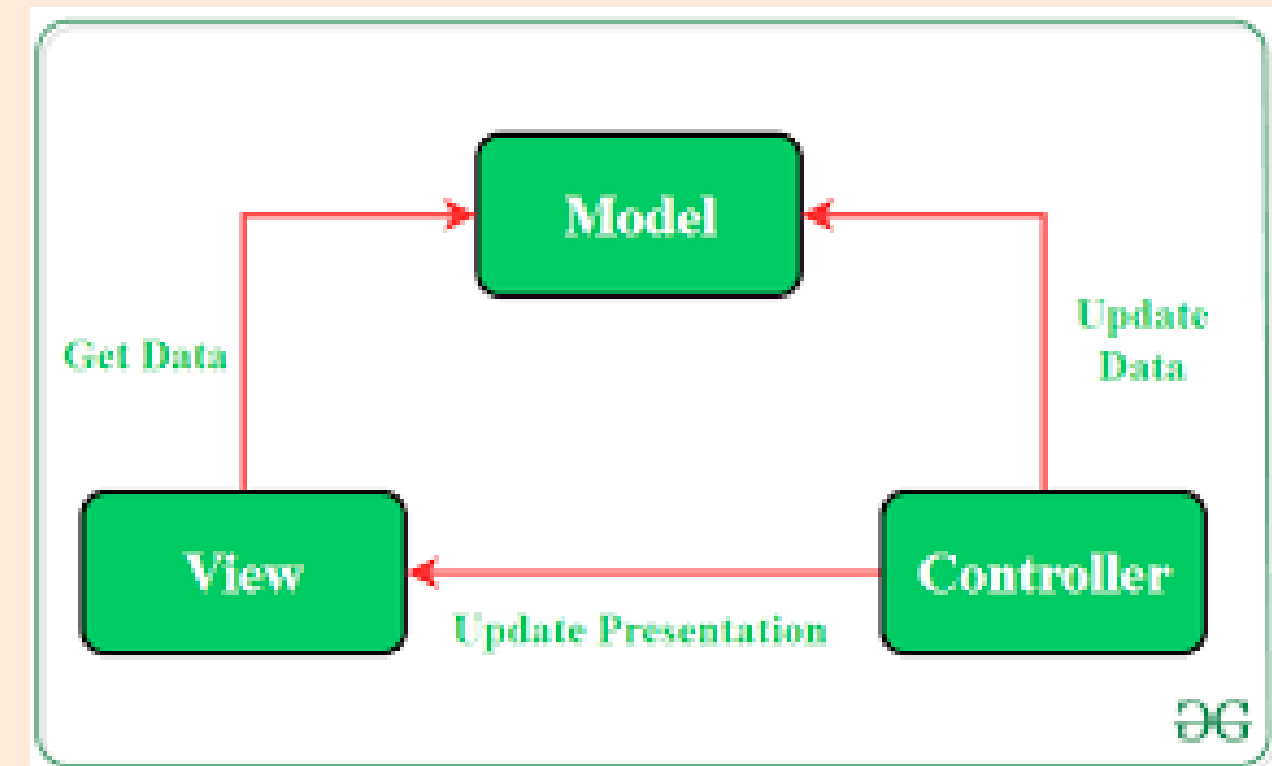 Model
Get Data
Update
Data
View
Controller
Update Presentation